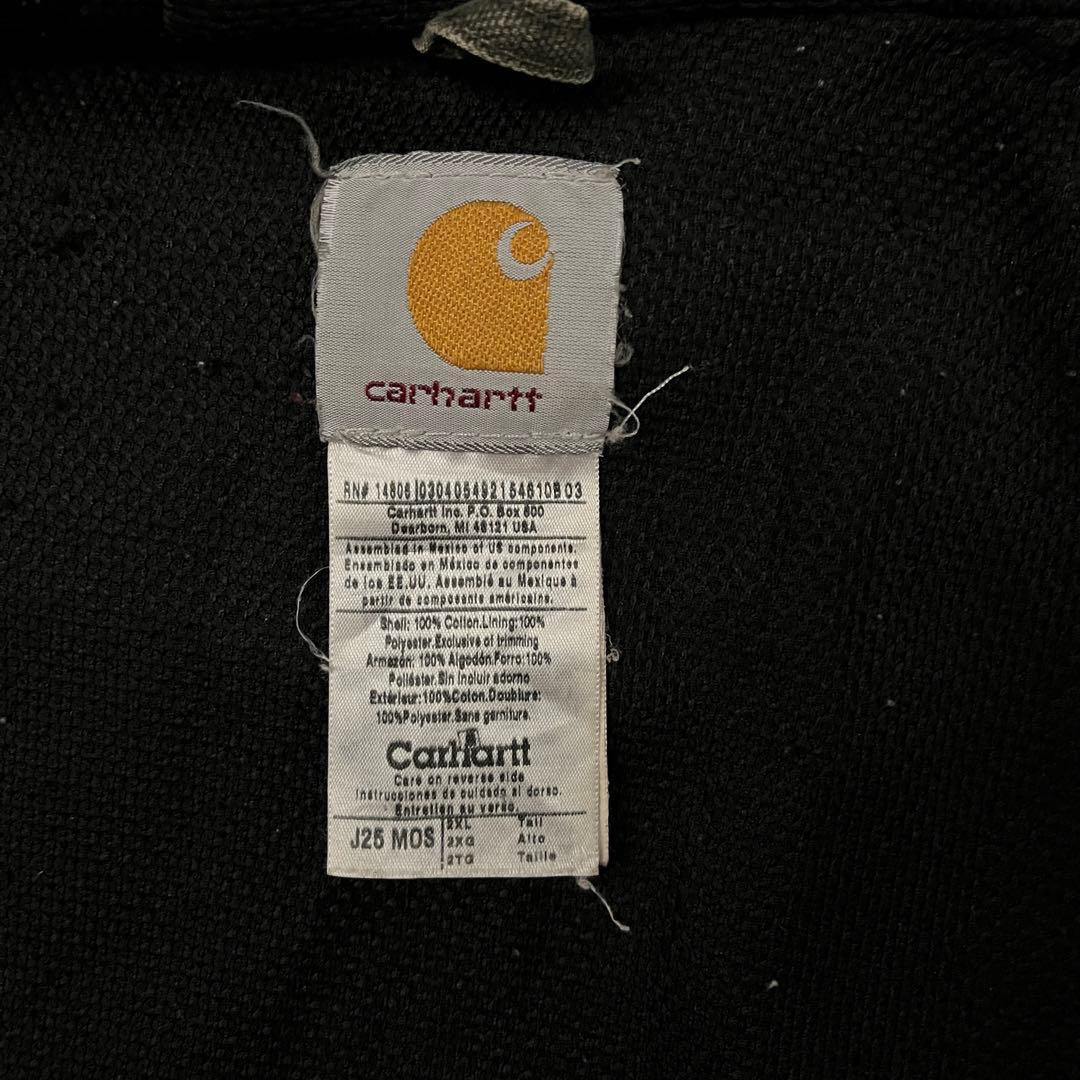 carhartt
RN# 14806 03040549215461OB03
Carhartt Inc. P.O. Box 600
Dearborn, MI 48121 USA
Assembled in Mexico of US components.
Ensamblado en México de componentes
de los EE.UU. Assemblé au Mexique à
partir de composants américains.
Shell: 100% Cotton.Lining:100%
Polyester.Exclusive of trimming
Armazón: 100% Algodón.Forro:100%
Poliéster.Sin incluir adorno
Extérieur:100%Coton.Doublure:
100%Polyester.Sans garniture.
Carhartt
Care on reverse side
Instrucciones de cuidado al dorso.
Entretien au verso.
J25 MOS 2XL Tall
2XG Alto
2TG Taille